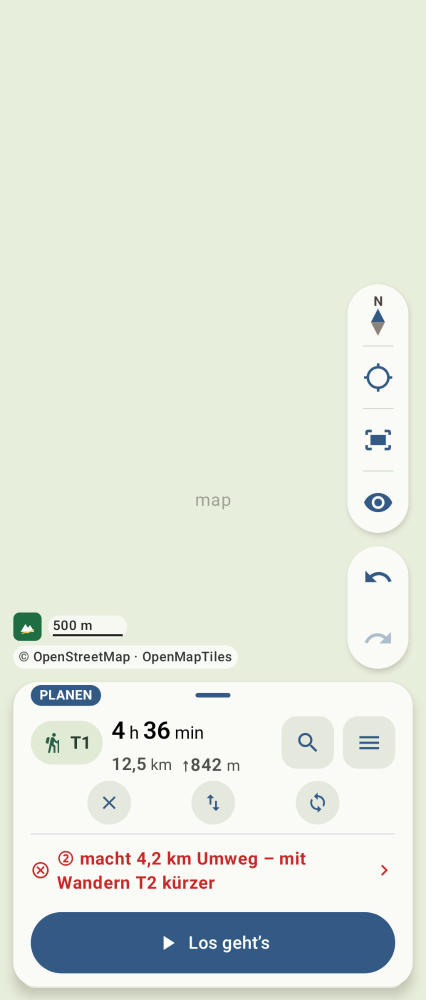 N
map
500 m
© OpenStreetMap · OpenMapTiles
PLANEN
T1
4 h 36 min
12,5 km ↑842 m
② macht 4,2 km Umweg – mit
Wandern T2 kürzer
Los geht's